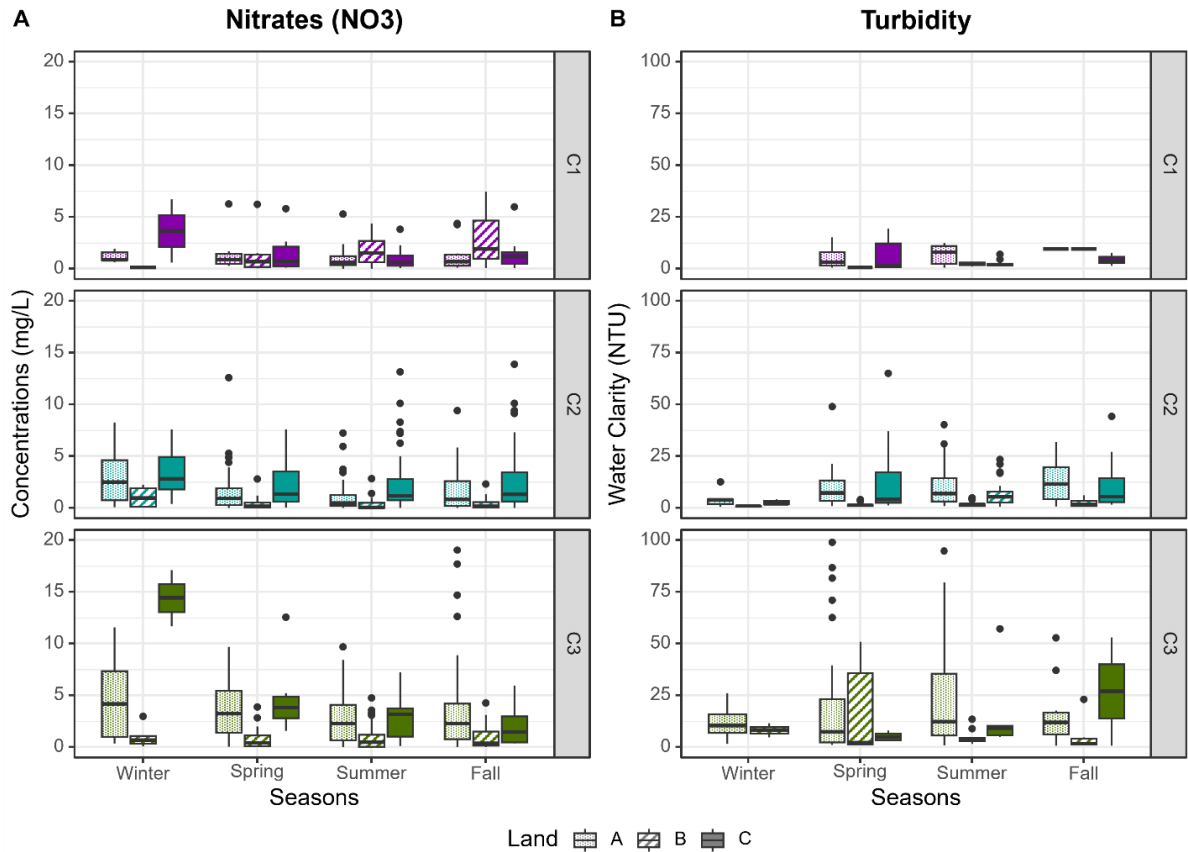 A Nitrates (NO3)
Concentrations (mg/L)
20
15
10
5
0
C1
20
15
10
5
0
C2
20
15
10
5
0
C3
Winter Spring Summer Fall
Seasons
B Turbidity
Water Clarity (NTU)
100
75
50
25
0
C1
100
75
50
25
0
C2
100
75
50
25
0
C3
Winter Spring Summer Fall
Seasons
Land A B C